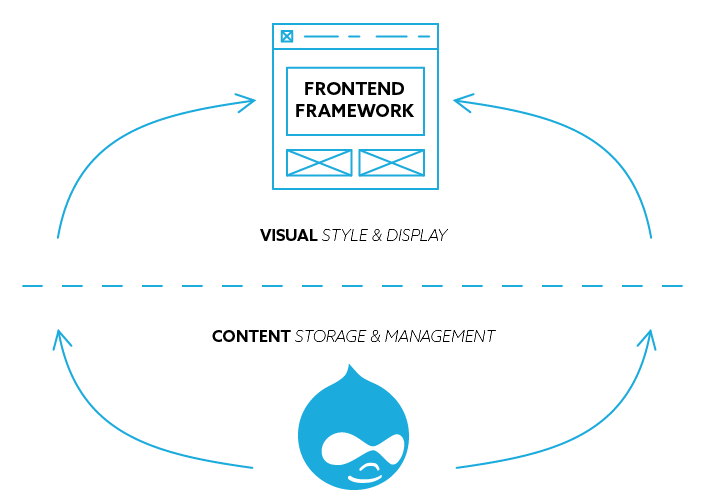 FRONTEND
FRAMEWORK
VISUAL STYLE & DISPLAY
CONTENT STORAGE & MANAGEMENT